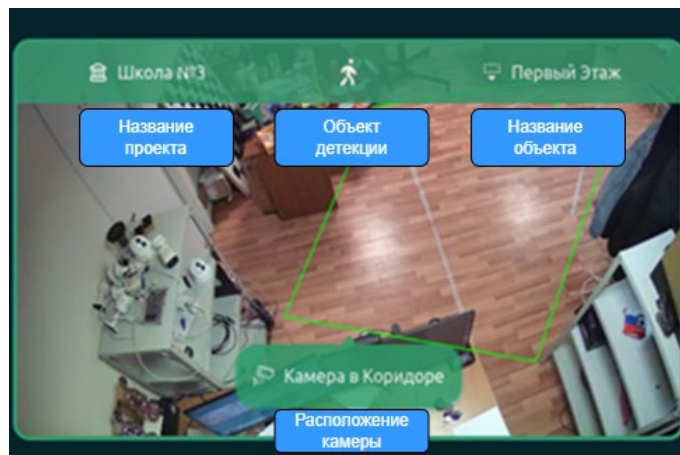 Школа №3
Первый Этаж
Название
проекта
Объект
детекции
Название
объекта
Камера в Коридоре
Расположение
камеры